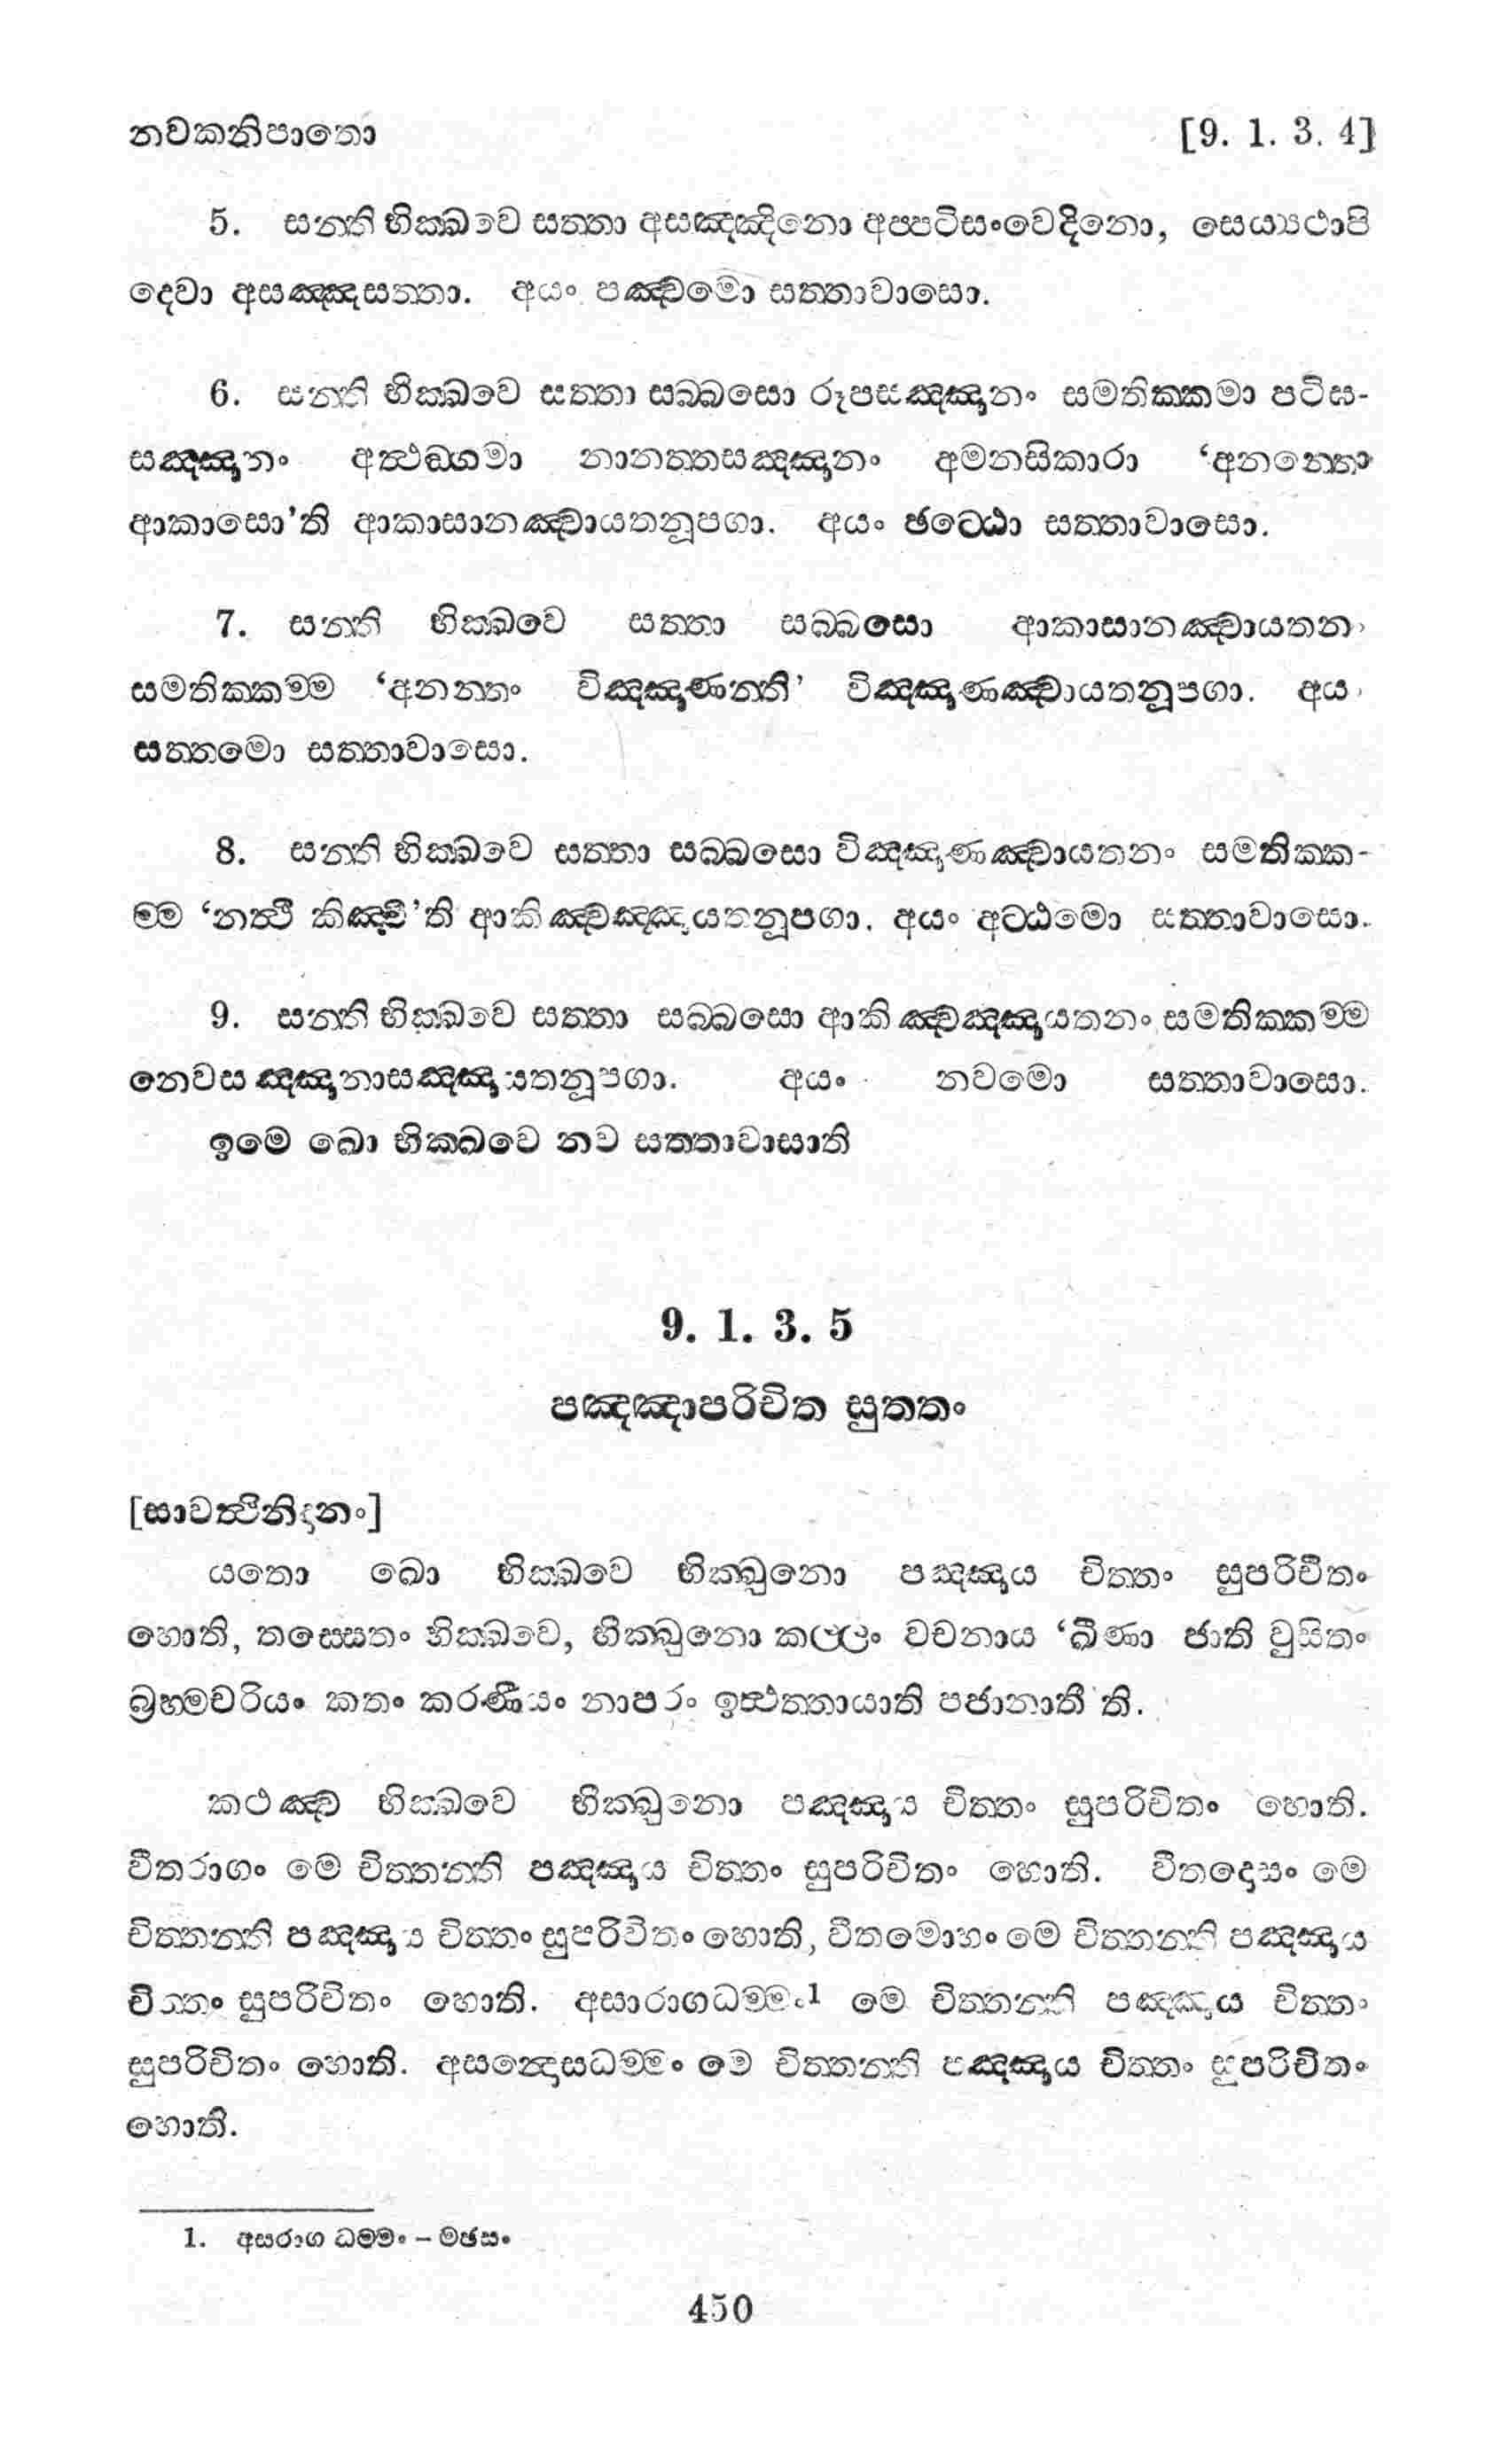 නවකනිපාතො [9. 1. 3. 4]
5. සන්ති භික්ඛවෙ සත්තා අසඤ්ඤිනො අප්පටිසංවෙදිනො, සෙය්‍යථාපි
දෙවා අසඤ්ඤසත්තා. අයං පඤ්චමො සත්තාවාසො.
6. සන්ති භික්ඛවෙ සත්තා සබ්බසො රූපසඤ්ඤානං සමතික්කමා පටිඝ-
සඤ්ඤානං අත්ථඞ්ගමා නානත්තසඤ්ඤානං අමනසිකාරා ‘අනන්තො
ආකාසො’ති ආකාසානඤ්චායතනූපගා. අයං ඡට්ඨො සත්තාවාසො.
7. සන්ති භික්ඛවෙ සත්තා සබ්බසො ආකාසානඤ්චායතනං
සමතික්කම්ම ‘අනන්තං විඤ්ඤාණන්ති’ විඤ්ඤාණඤ්චායතනූපගා. අයං
සත්තමො සත්තාවාසො.
8. සන්ති භික්ඛවෙ සත්තා සබ්බසො විඤ්ඤාණඤ්චායතනං සමතික්ක-
ම්ම ‘නත්ථි කිඤ්චී’ති ආකිඤ්චඤ්ඤායතනූපගා. අයං අට්ඨමො සත්තාවාසො.
9. සන්ති භික්ඛවෙ සත්තා සබ්බසො ආකිඤ්චඤ්ඤායතනං සමතික්කම්ම
නෙවසඤ්ඤානාසඤ්ඤායතනූපගා. අයං නවමො සත්තාවාසො.
ඉමෙ ඛො භික්ඛවෙ නව සත්තාවාසාති
9. 1. 3. 5
පඤ්ඤාපරිචිත සුත්තං
[සාවත්ථිනිදානං]
යතො ඛො භික්ඛවෙ භික්ඛුනො පඤ්ඤාය චිත්තං සුපරිචිතං
හොති, තස්සෙතං භික්ඛවෙ, භික්ඛුනො කල්ලං වචනාය ‘ඛීණා ජාති වුසිතං
බ්‍රහ්මචරියං කතං කරණීයං නාපරං ඉත්ථත්තායාති පජානාමී’ති.
කථඤ්ච භික්ඛවෙ භික්ඛුනො පඤ්ඤාය චිත්තං සුපරිචිතං හොති.
වීතරාගං මෙ චිත්තන්ති පඤ්ඤාය චිත්තං සුපරිචිතං හොති. වීතදොසං මෙ
චිත්තන්ති පඤ්ඤාය චිත්තං සුපරිචිතං හොති, වීතමොහං මෙ චිත්තන්ති පඤ්ඤාය
චිත්තං සුපරිචිතං හොති. අසාරාගධම්මං1 මෙ චිත්තන්ති පඤ්ඤාය චිත්තං
සුපරිචිතං හොති. අසන්දොසධම්මං මෙ චිත්තන්ති පඤ්ඤාය චිත්තං සුපරිචිතං
හොති.
1. අසරාග ධම්මං – මඡසං
450